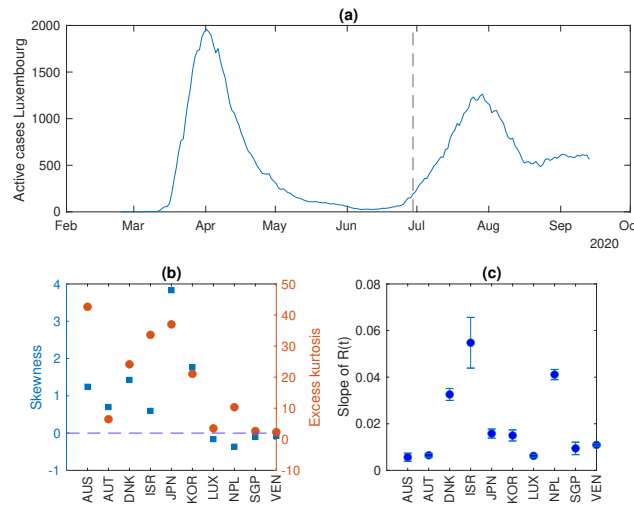 (a)
Active cases Luxembourg
2000
1500
1000
500
0
Feb Mar Apr May Jun Jul Aug Sep Oct
2020
(b)
Skewness
4
3
2
1
0
-1
50
40
30
20
10
0
-10
Excess kurtosis
AUS AUT DNK ISR JPN KOR LUX NPL SGP VEN
(c)
Slope of R(t)
0.08
0.06
0.04
0.02
0
AUS AUT DNK ISR JPN KOR LUX NPL SGP VEN